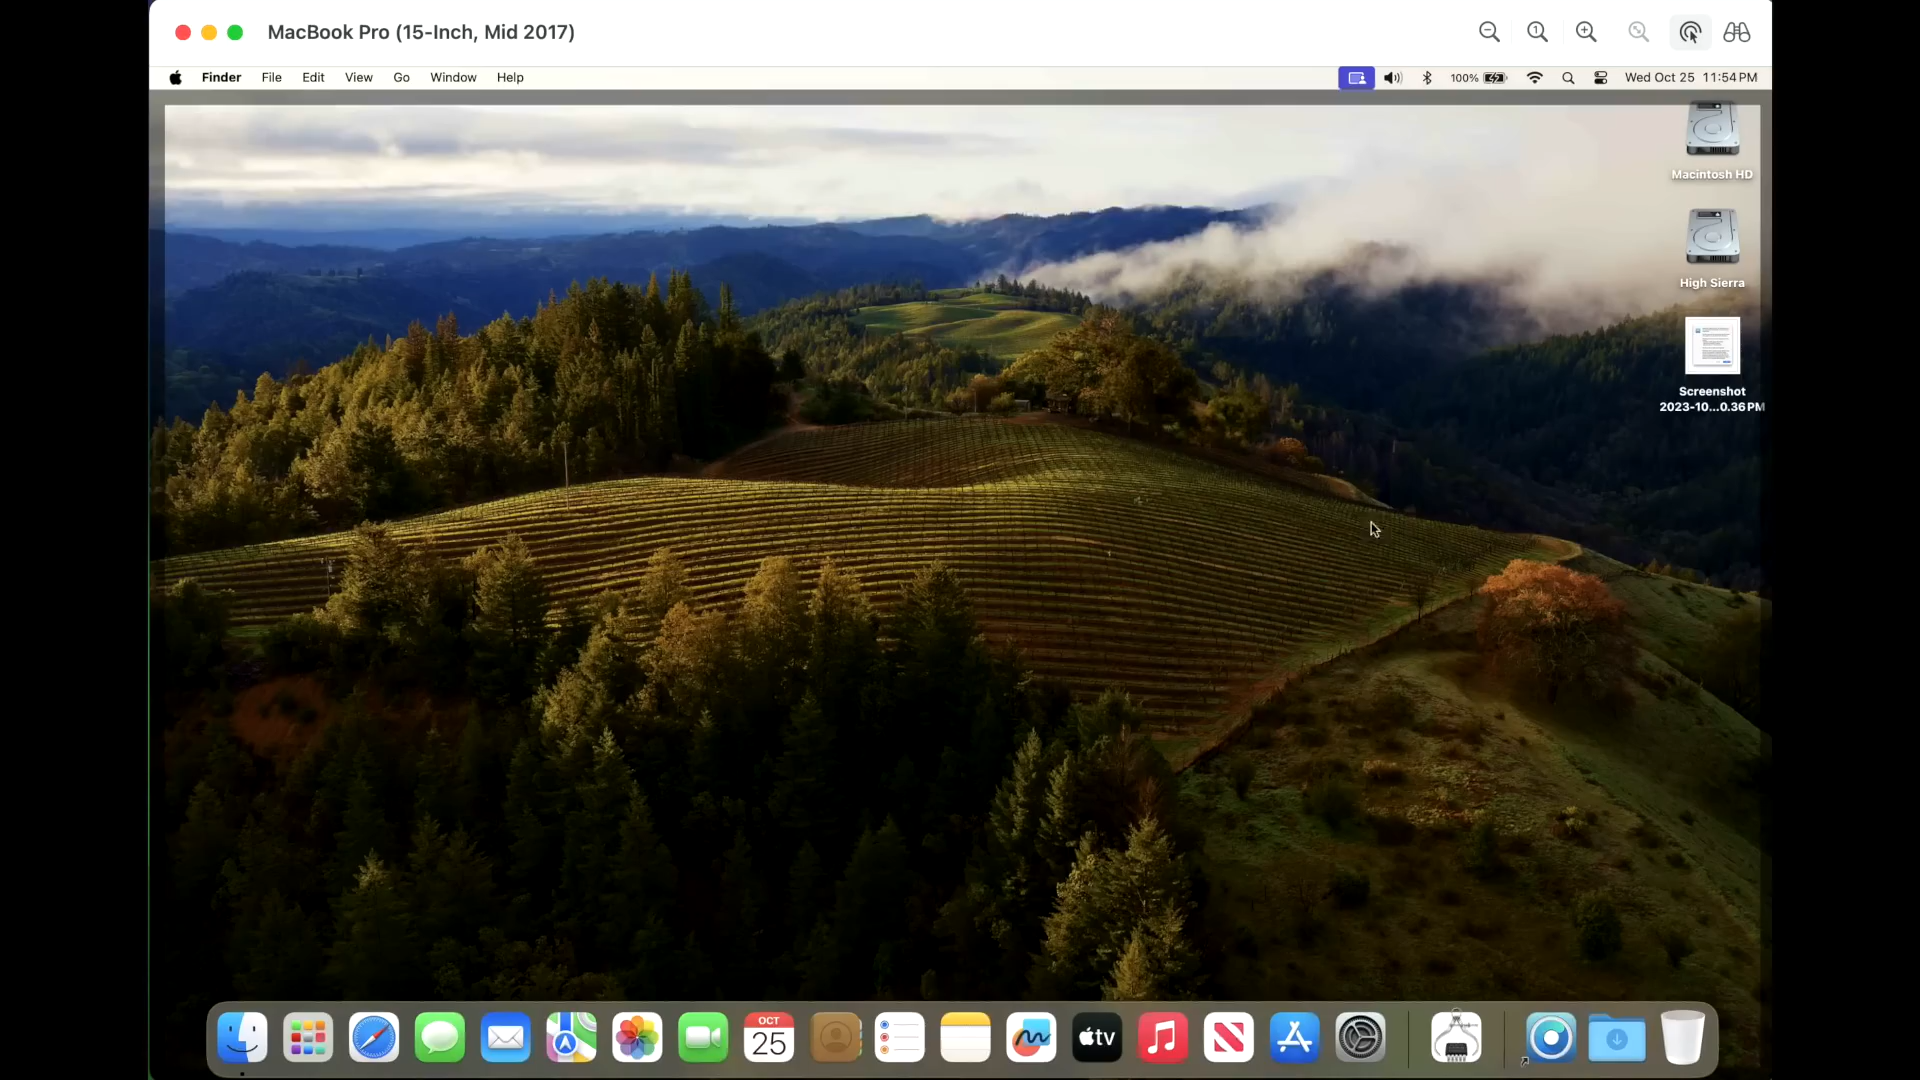 MacBook Pro (15-Inch, Mid 2017)
Finder File Edit View Go Window Help
100% Wed Oct 25 11:54 PM
Macintosh HD
High Sierra
Screenshot
2023-10...0.36 PM
OCT
25
tv